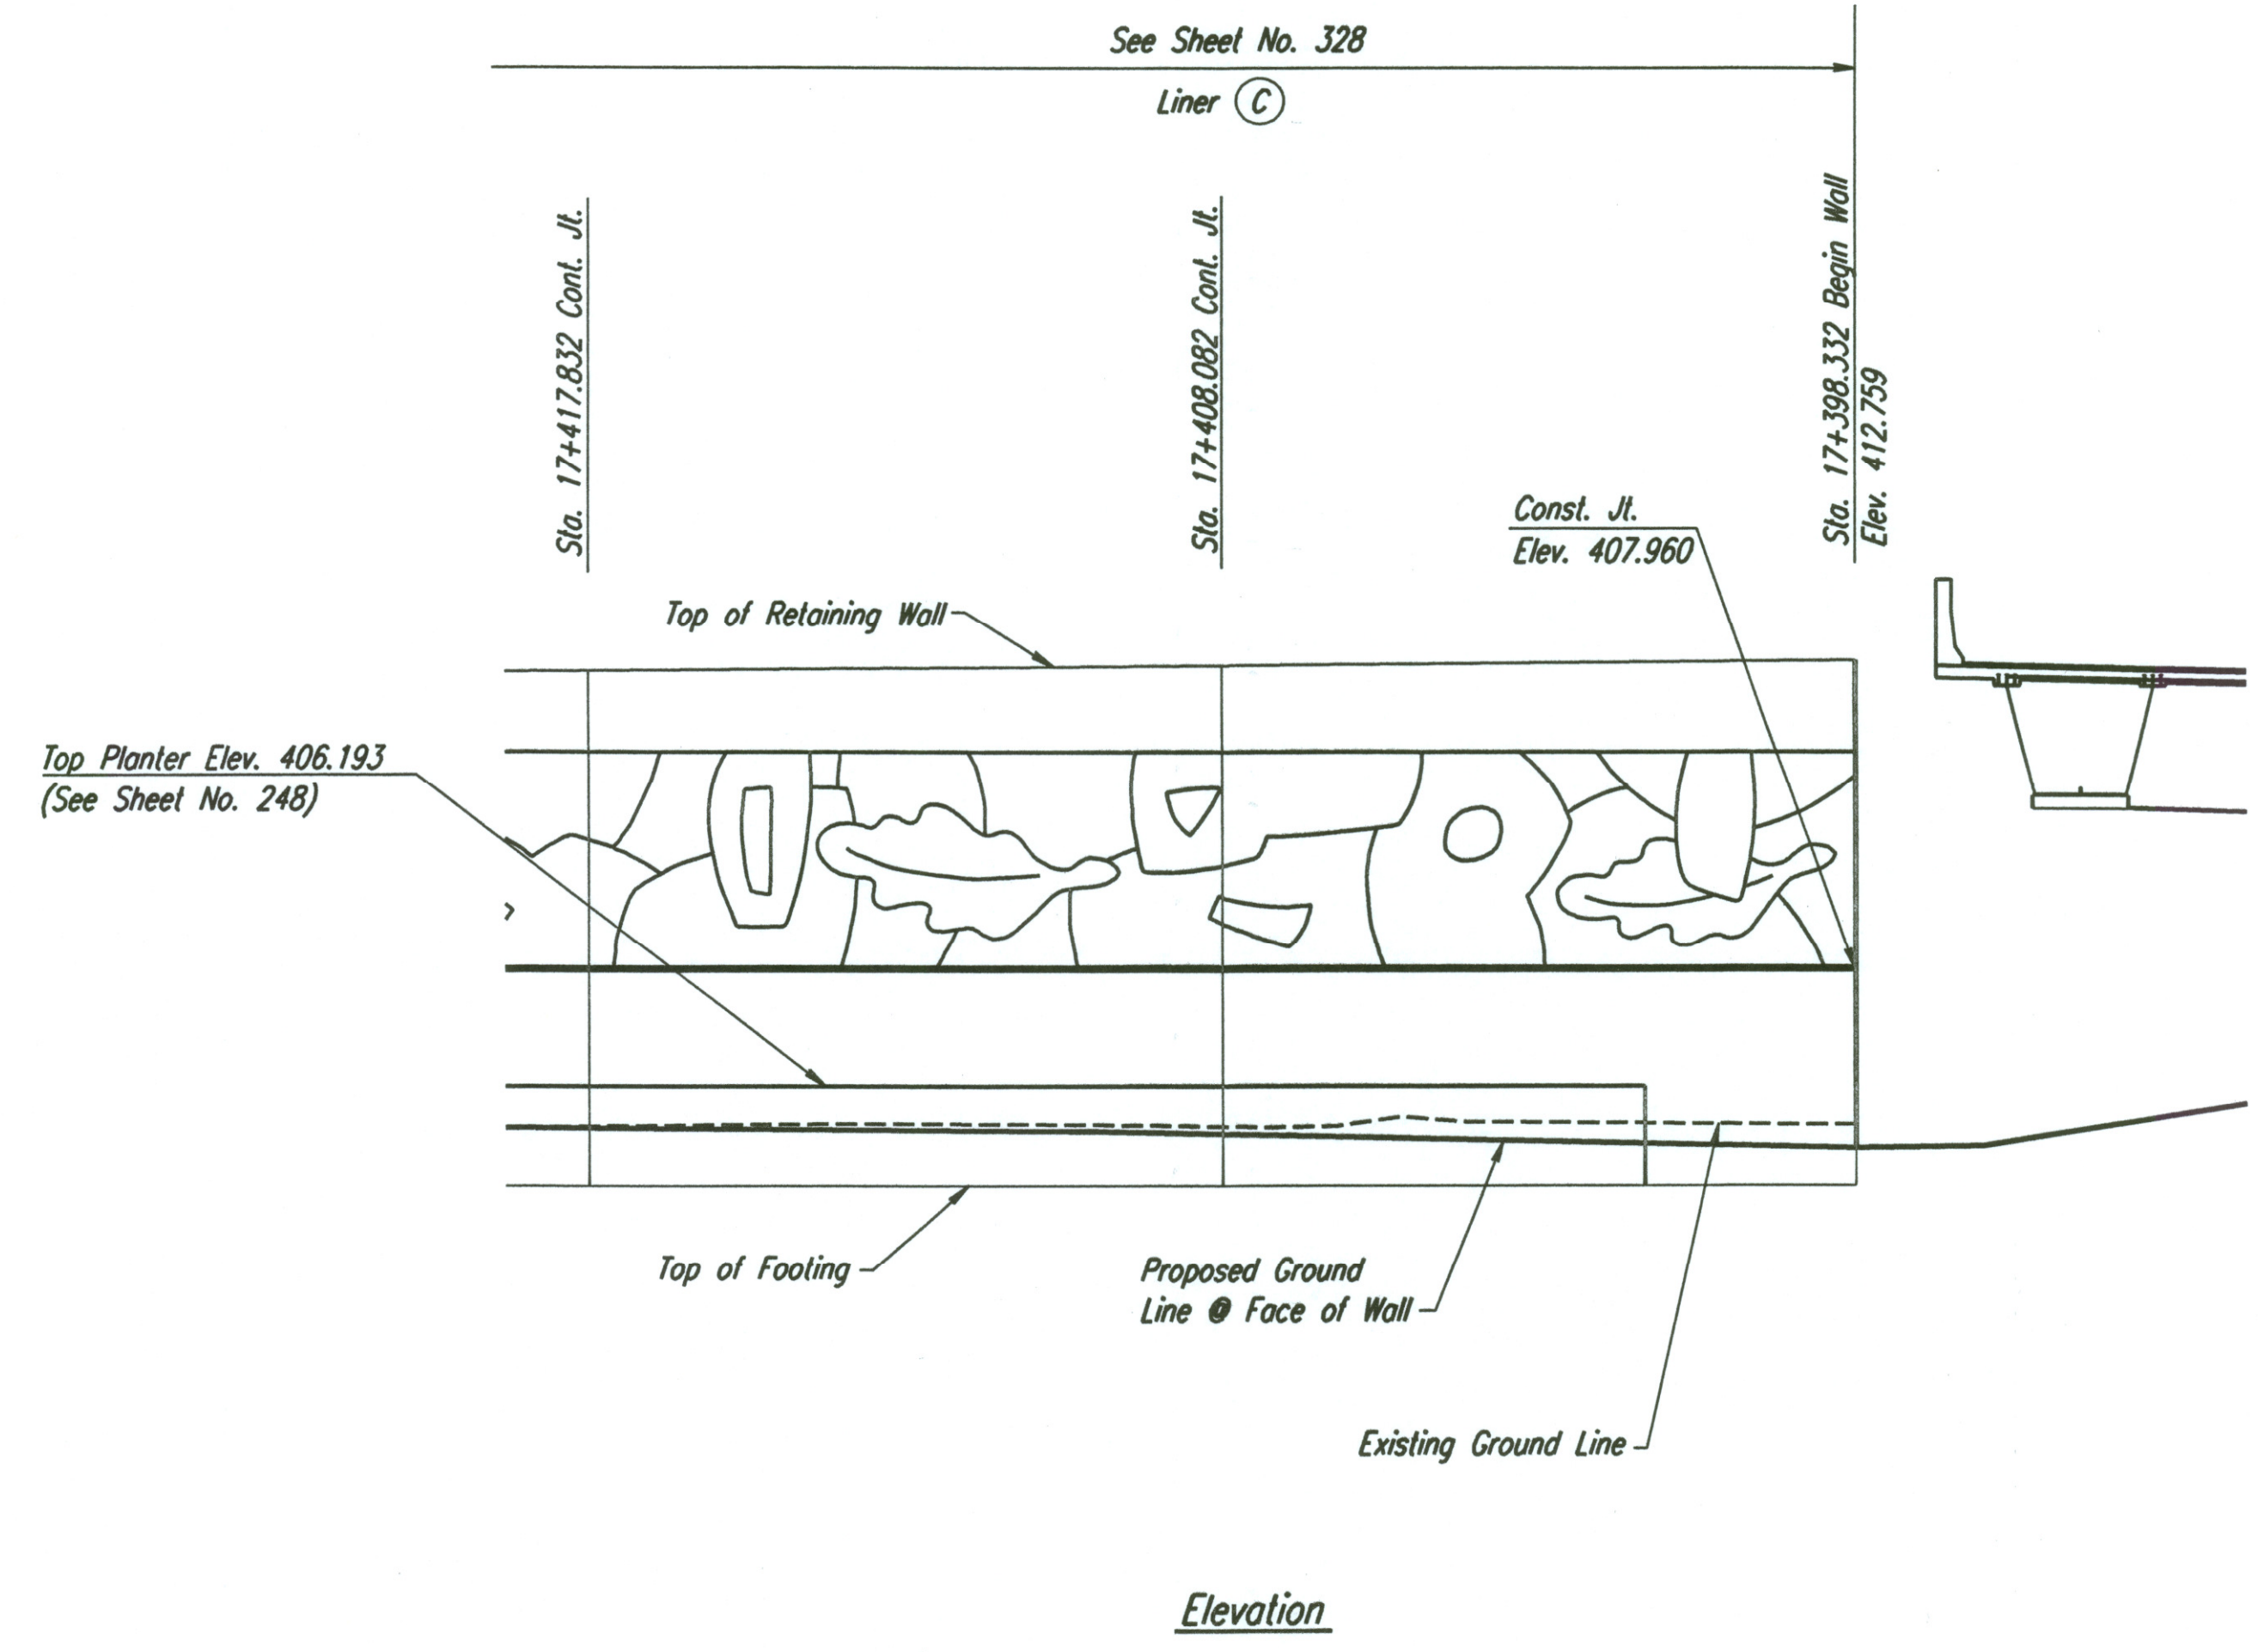 See Sheet No. 328
Liner C
Sta. 17+417.832 Cont. Jt.
Sta. 17+408.082 Cont. Jt.
Sta. 17+398.332 Begin Wall
Elev. 412.759
Const. Jt.
Elev. 407.960
Top of Retaining Wall
Top Planter Elev. 406.193
(See Sheet No. 248)
Top of Footing
Proposed Ground
Line @ Face of Wall
Existing Ground Line
Elevation